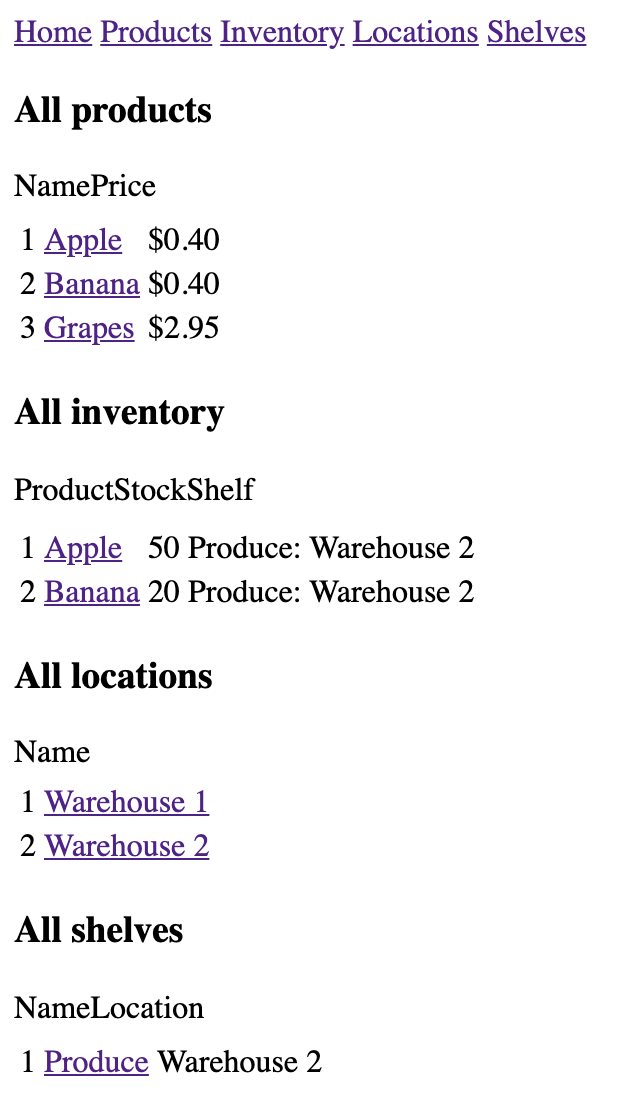 Home Products Inventory Locations Shelves
All products
NamePrice
1 Apple $0.40
2 Banana $0.40
3 Grapes $2.95
All inventory
ProductStockShelf
1 Apple 50 Produce: Warehouse 2
2 Banana 20 Produce: Warehouse 2
All locations
Name
1 Warehouse 1
2 Warehouse 2
All shelves
NameLocation
1 Produce Warehouse 2